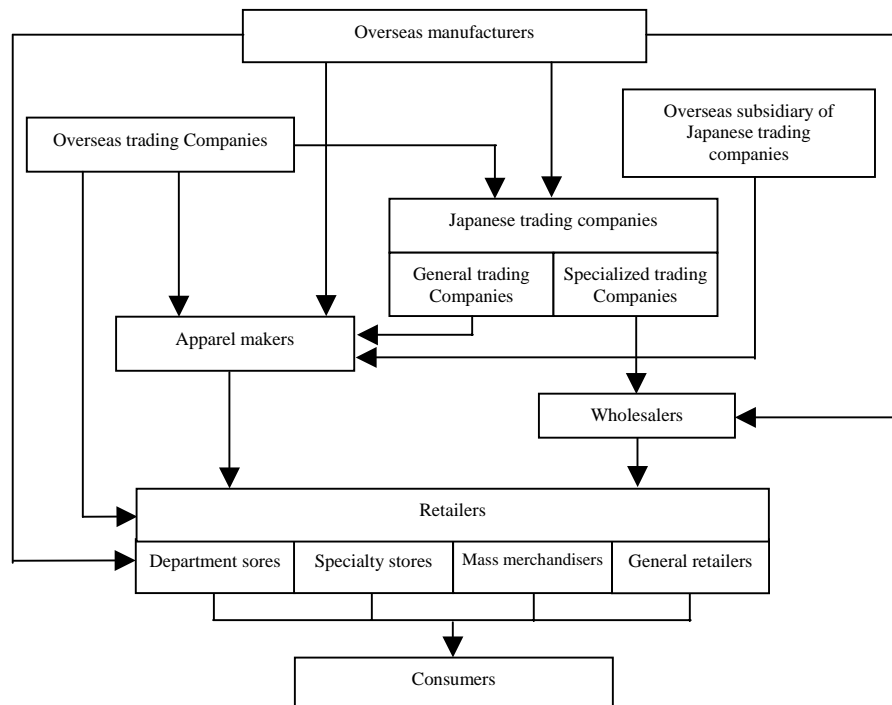 Overseas manufacturers
Overseas subsidiary of
Japanese trading
companies
Overseas trading Companies
Japanese trading companies
General trading
Companies
Specialized trading
Companies
Apparel makers
Wholesalers
Retailers
Department sores
Specialty stores
Mass merchandisers
General retailers
Consumers